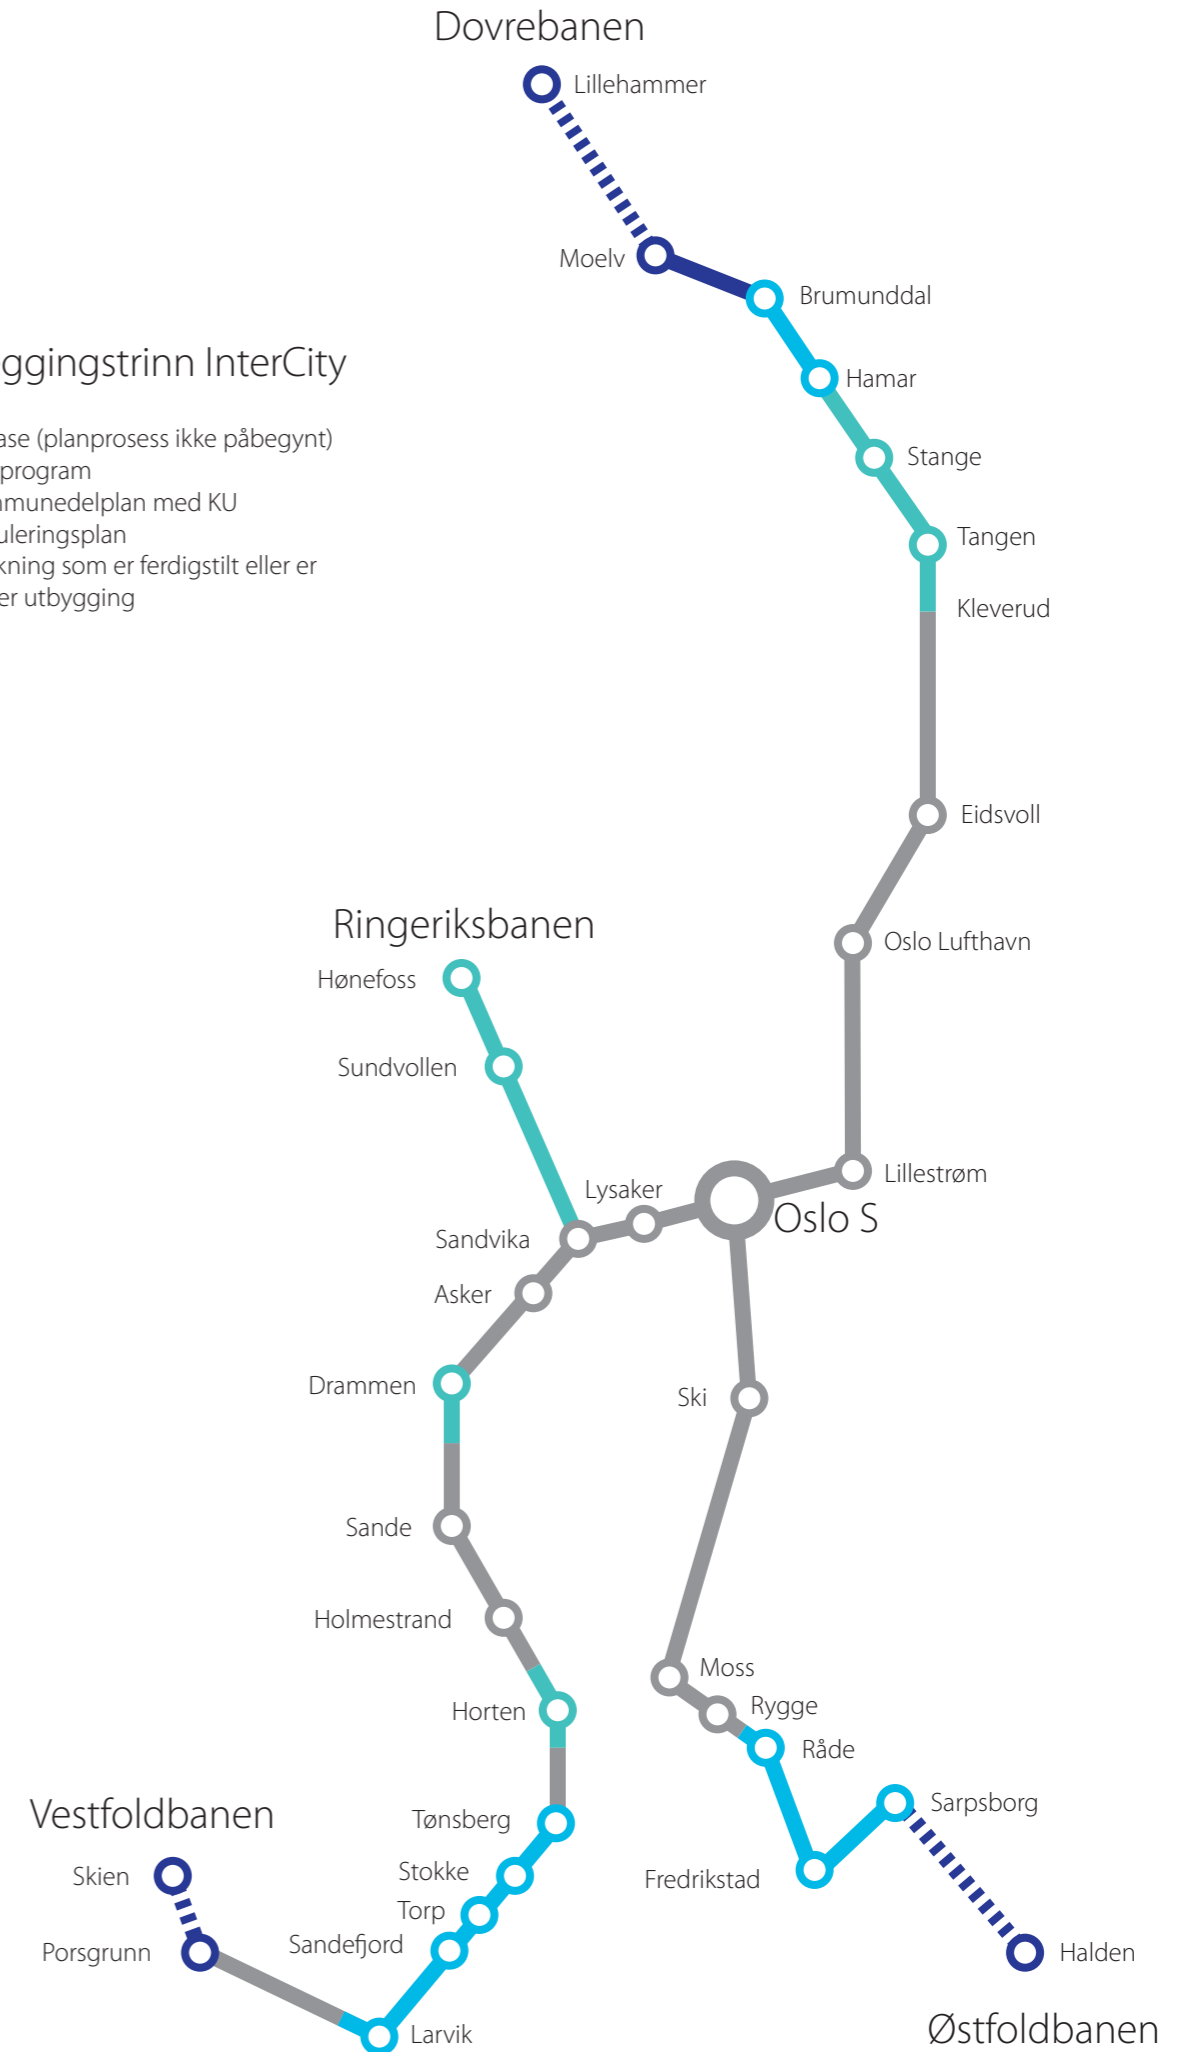 Dovrebanen
Lillehammer
Moelv
Brumunddal
Hamar
ggingstrinn InterCity
ase (planprosess ikke påbegynt)
program
nmunedelplan med KU
uleringsplan
kning som er ferdigstilt eller er
er utbygging
Stange
Tangen
Kleverud
Eidsvoll
Ringeriksbanen
Oslo Lufthavn
Hønefoss
Sundvollen
Lillestrøm
Lysaker
Oslo S
Sandvika
Asker
Drammen
Ski
Sande
Holmestrand
Moss
Rygge
Horten
Råde
Vestfoldbanen
Tønsberg
Sarpsborg
Stokke
Skien
Fredrikstad
Torp
Sandefjord
Porsgrunn
Halden
Larvik
Østfoldbanen